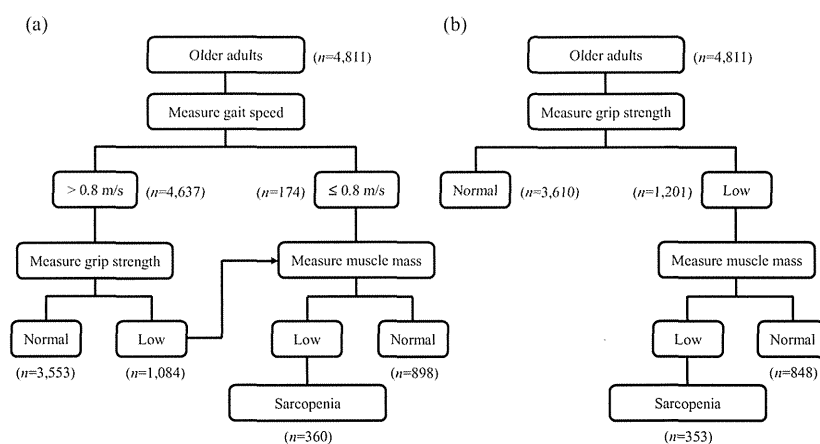 (a)
Older adults (n=4,811)
Measure gait speed
> 0.8 m/s (n=4,637)
(n=174) ≤ 0.8 m/s
Measure grip strength
Measure muscle mass
Normal
Low
Low
Normal
(n=3,553)
(n=1,084)
(n=898)
Sarcopenia
(n=360)
(b)
Older adults (n=4,811)
Measure grip strength
Normal (n=3,610)
(n=1,201) Low
Measure muscle mass
Low
Normal
(n=848)
Sarcopenia
(n=353)